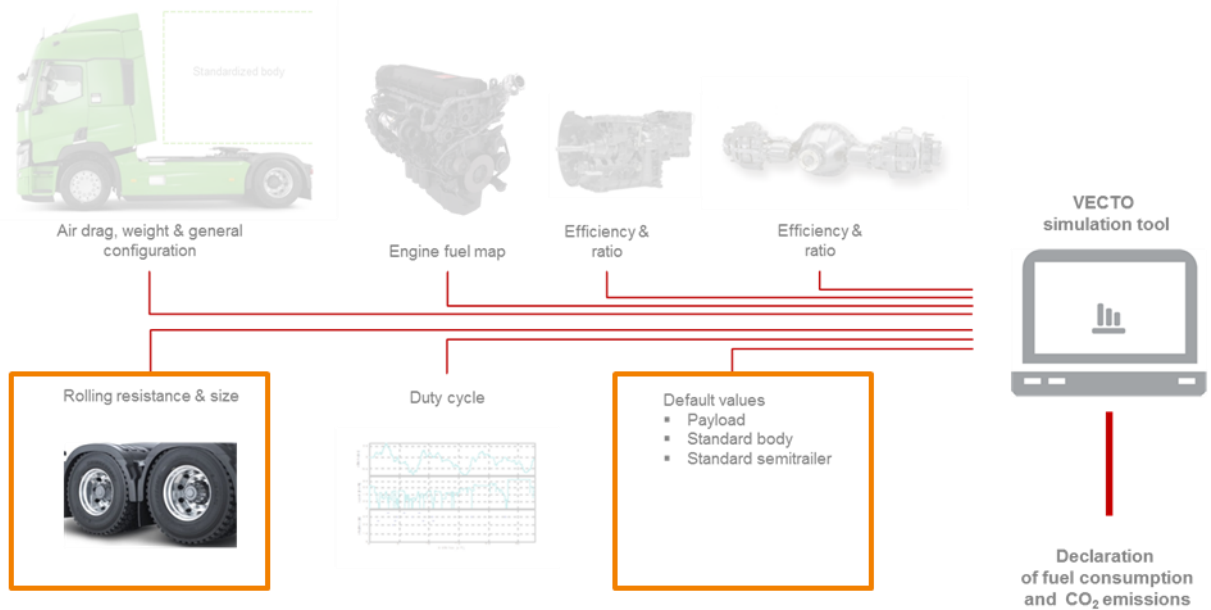 Standardized body
Air drag, weight & general
configuration
Engine fuel map
Efficiency &
ratio
Efficiency &
ratio
VECTO
simulation tool
Rolling resistance & size
Duty cycle
Default values
▪ Payload
▪ Standard body
▪ Standard semitrailer
Declaration
of fuel consumption
and CO₂ emissions